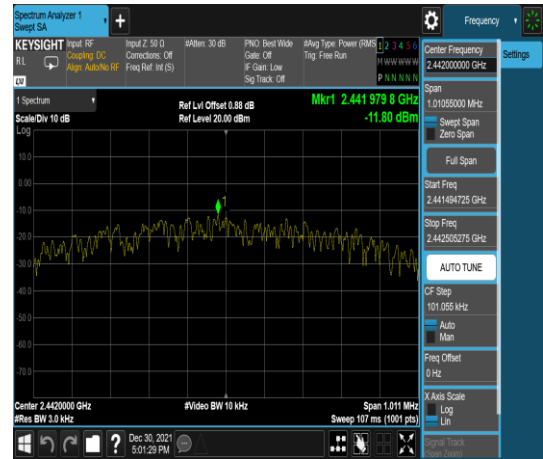 Spectrum Analyzer 1
Swept SA
+
Frequency
KEYSIGHT
RL
LXI
Input: RF
Coupling: DC
Align: Auto/No RF
Input Z: 50 Ω
Corrections: Off
Freq Ref: Int (S)
#Atten: 30 dB
PNO: Best Wide
Gate: Off
IF Gain: Low
Sig Track: Off
#Avg Type: Power (RMS
Trig: Free Run
1 2 3 4 5 6
M W W W W W
P N N N N N
1 Spectrum
Scale/Div 10 dB
Log
Ref Lvl Offset 0.88 dB
Ref Level 20.00 dBm
Mkr1 2.441 979 8 GHz
-11.80 dBm
10.0
0.00
1
-10.0
-20.0
-30.0
-40.0
-50.0
-60.0
-70.0
Center 2.4420000 GHz
#Res BW 3.0 kHz
#Video BW 10 kHz
Span 1.011 MHz
Sweep 107 ms (1001 pts)
Dec 30, 2021
5:01:29 PM
?
Center Frequency
2.442000000 GHz
Span
1.01055000 MHz
Swept Span
Zero Span
Full Span
Start Freq
2.441494725 GHz
Stop Freq
2.442505275 GHz
AUTO TUNE
CF Step
101.055 kHz
Auto
Man
Freq Offset
0 Hz
X Axis Scale
Log
Lin
Signal Track
(Span Zoom)
Settings